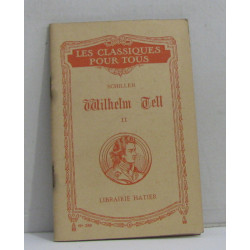 LES CLASSIQUES
POUR TOUS
SCHILLER
Wilhelm Tell
II
LIBRAIRIE HATIER